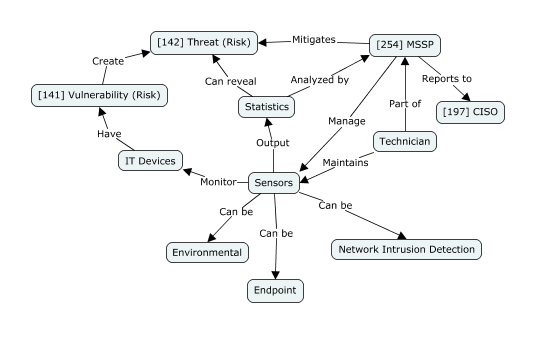 Mitigates
[142] Threat (Risk)
[254] MSSP
Create
Can reveal
Analyzed by
Reports to
[141] Vulnerability (Risk)
Statistics
Part of
[197] CISO
Manage
Have
Output
Technician
IT Devices
Maintains
Monitor
Sensors
Can be
Can be
Can be
Environmental
Network Intrusion Detection
Endpoint